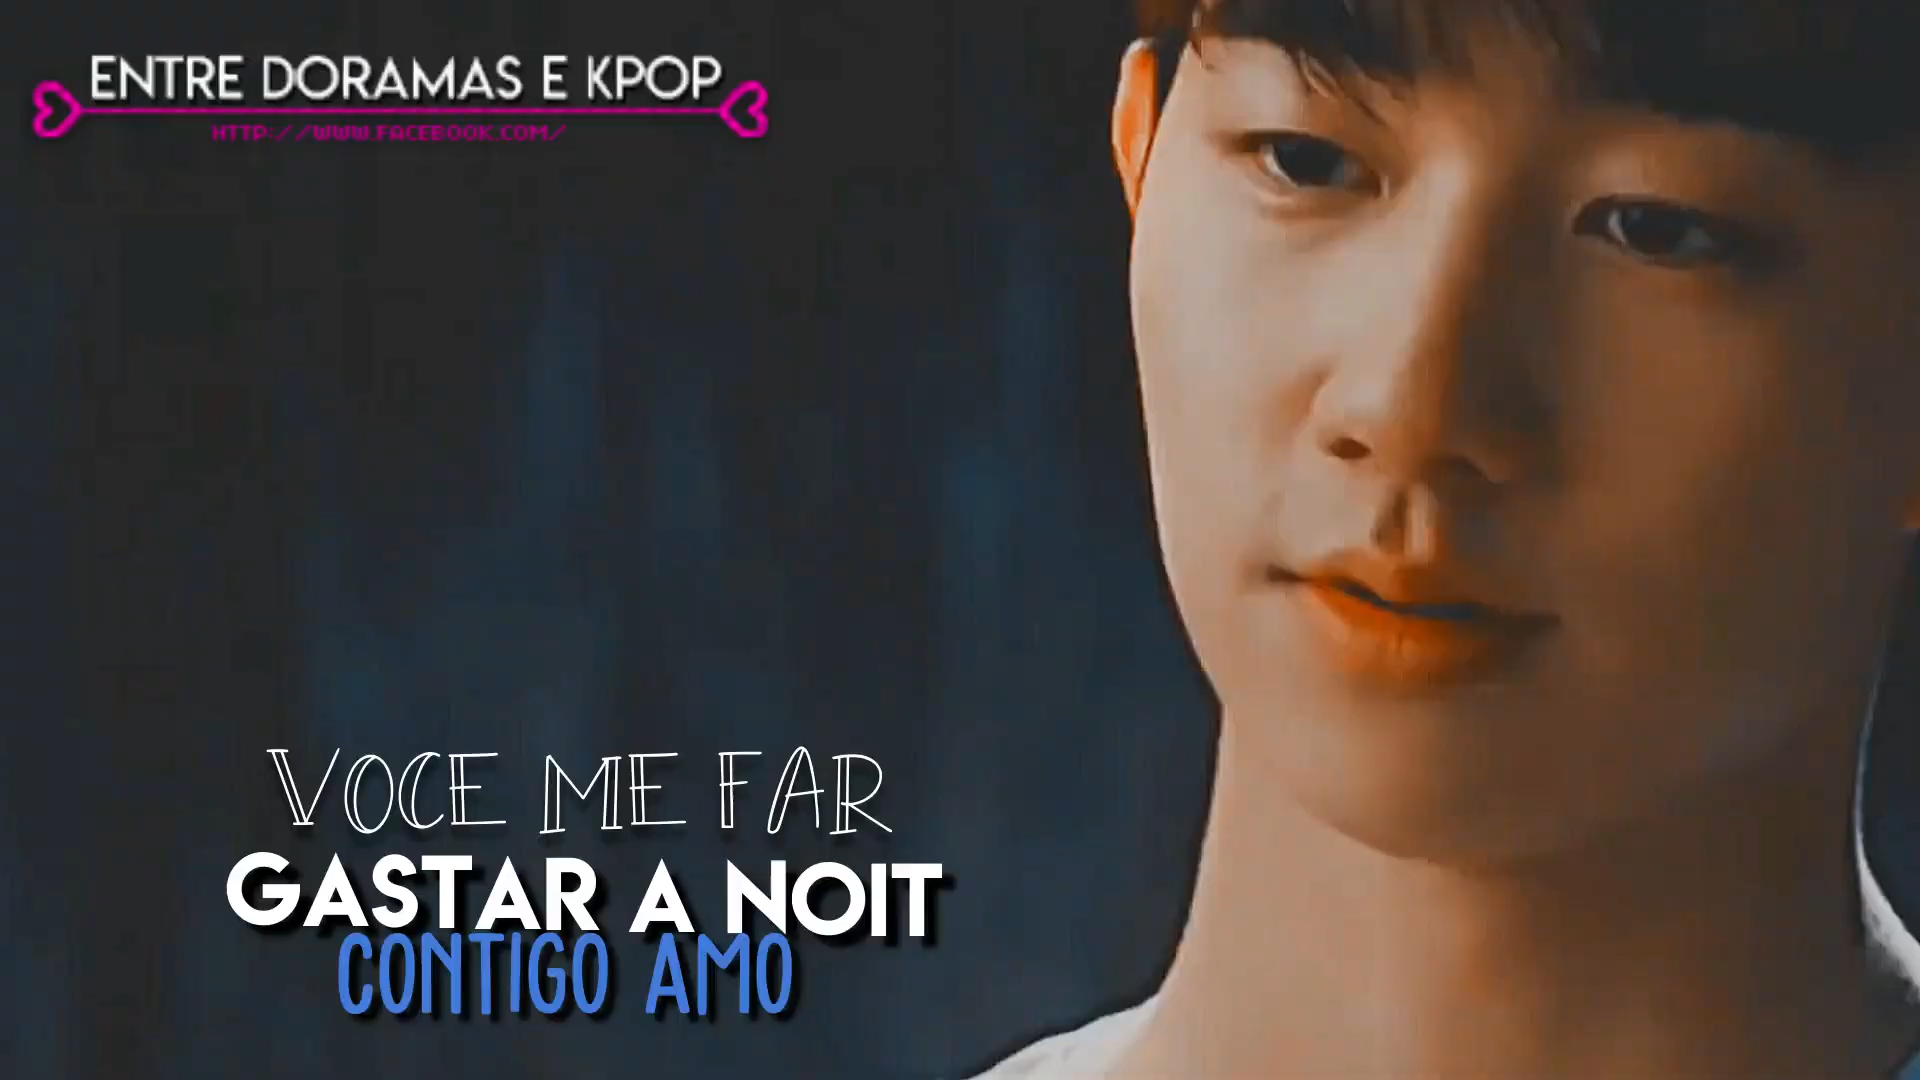 ENTRE DORAMAS E KPOP
HTTP://WWW.FACEBOOK.COM/
VOCE ME FAR
GASTAR A NOIT
CONTIGO AMO